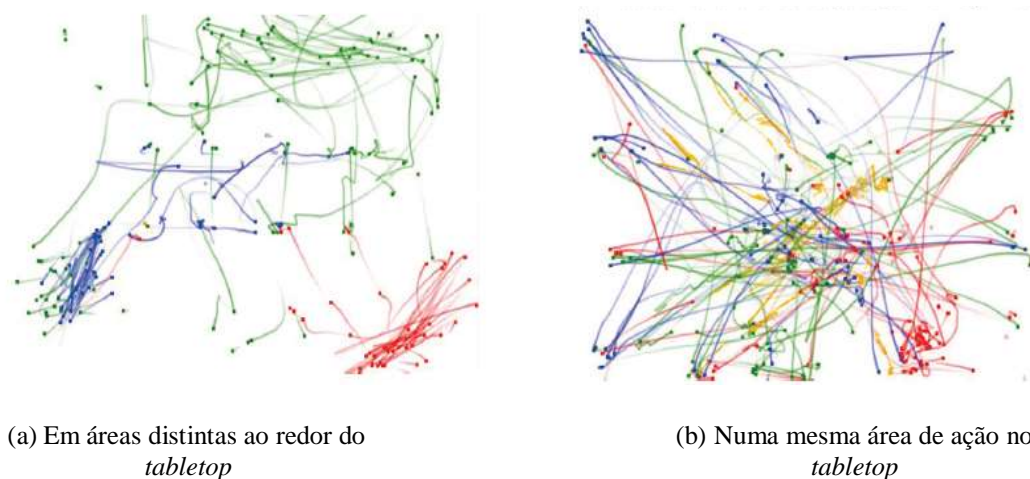 (a) Em áreas distintas ao redor do
tabletop
(b) Numa mesma área de ação no
tabletop